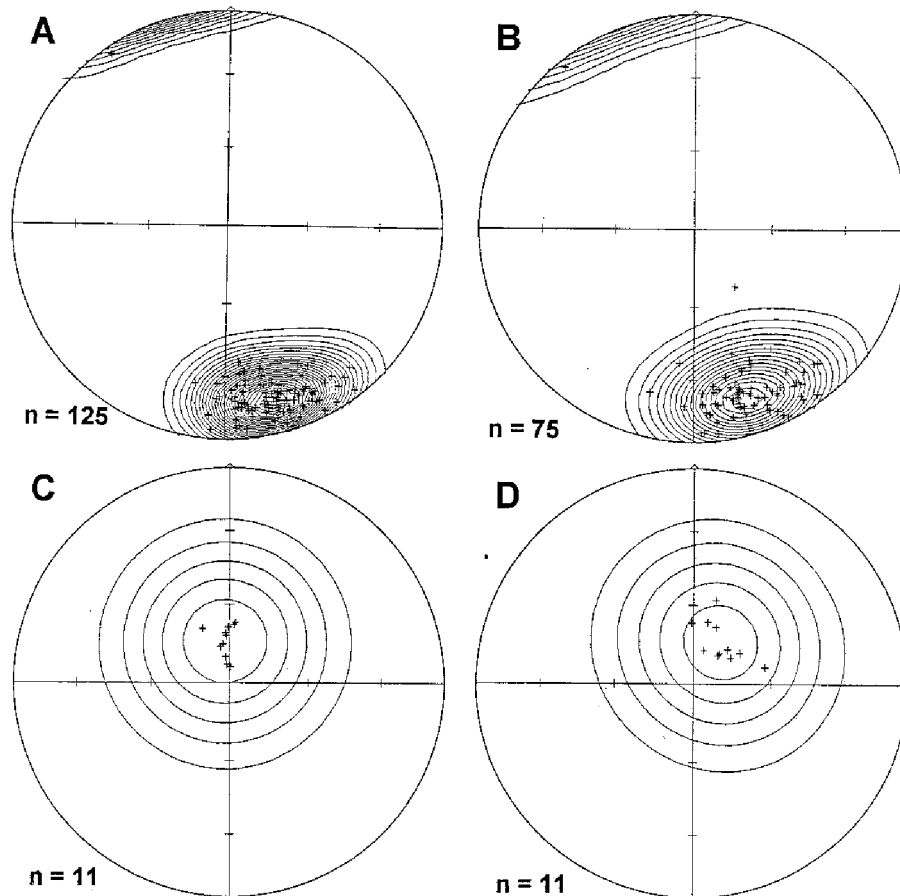 A
B
n = 125
n = 75
C
D
n = 11
n = 11